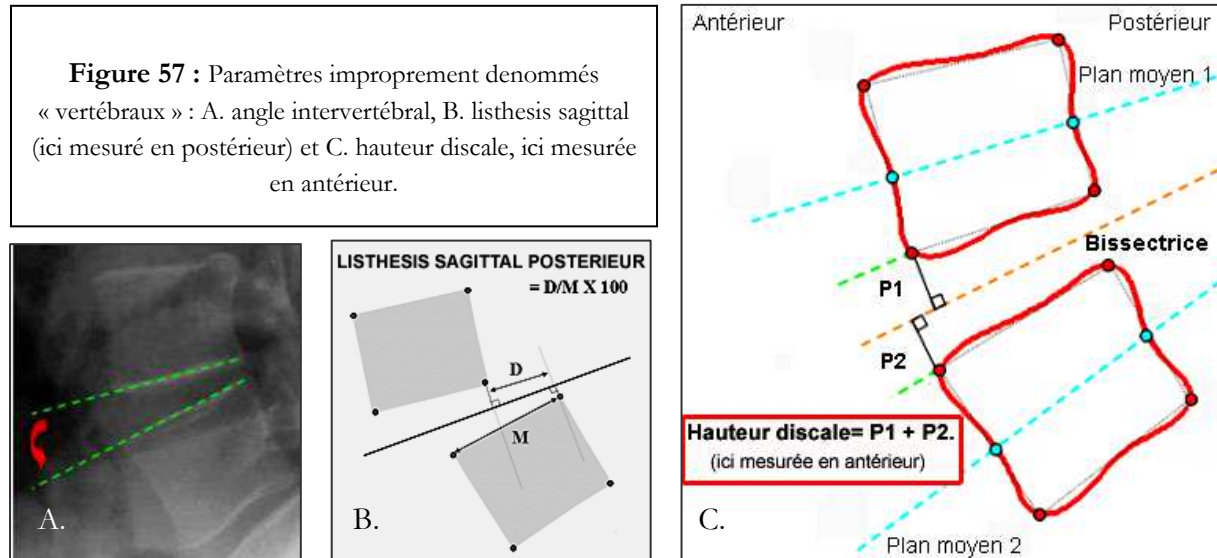 Figure 57 : Paramètres improprement denommés
« vertébraux » : A. angle intervertébral, B. listhesis sagittal
(ici mesuré en postérieur) et C. hauteur discale, ici mesurée
en antérieur.
A.
LISTHESIS SAGITTAL POSTERIEUR
= D/M X 100
D
M
B.
Antérieur
Postérieur
Plan moyen 1
Bissectrice
P1
P2
Hauteur discale= P1 + P2.
(ici mesurée en antérieur)
C.
Plan moyen 2